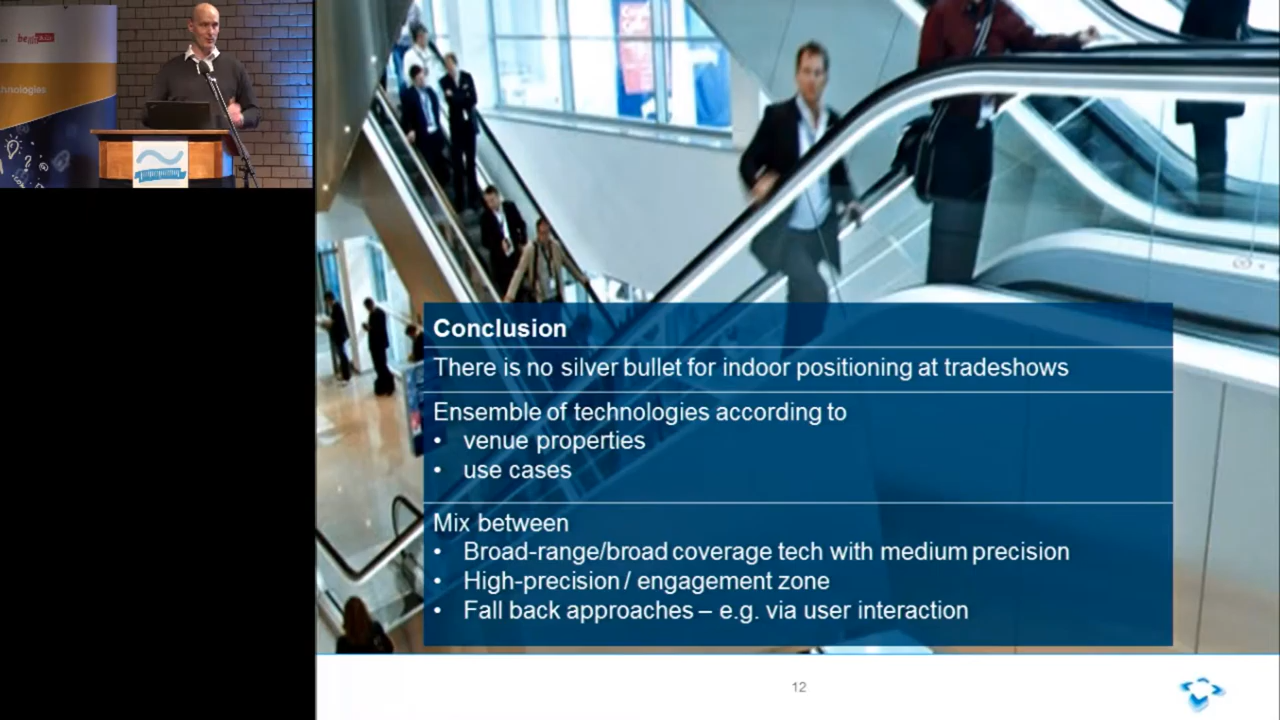 hnologies
Conclusion
There is no silver bullet for indoor positioning at tradeshows
Ensemble of technologies according to
• venue properties
• use cases
Mix between
• Broad-range/broad coverage tech with medium precision
• High-precision / engagement zone
• Fall back approaches – e.g. via user interaction
12